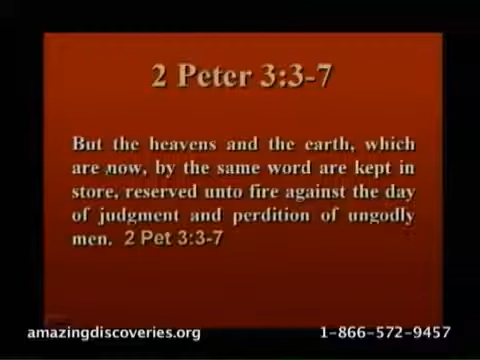 2 Peter 3:3-7
But the heavens and the earth, which
are now, by the same word are kept in
store, reserved unto fire against the day
of judgment and perdition of ungodly
men. 2 Pet 3:3-7
amazingdiscoveries.org 1-866-572-9457